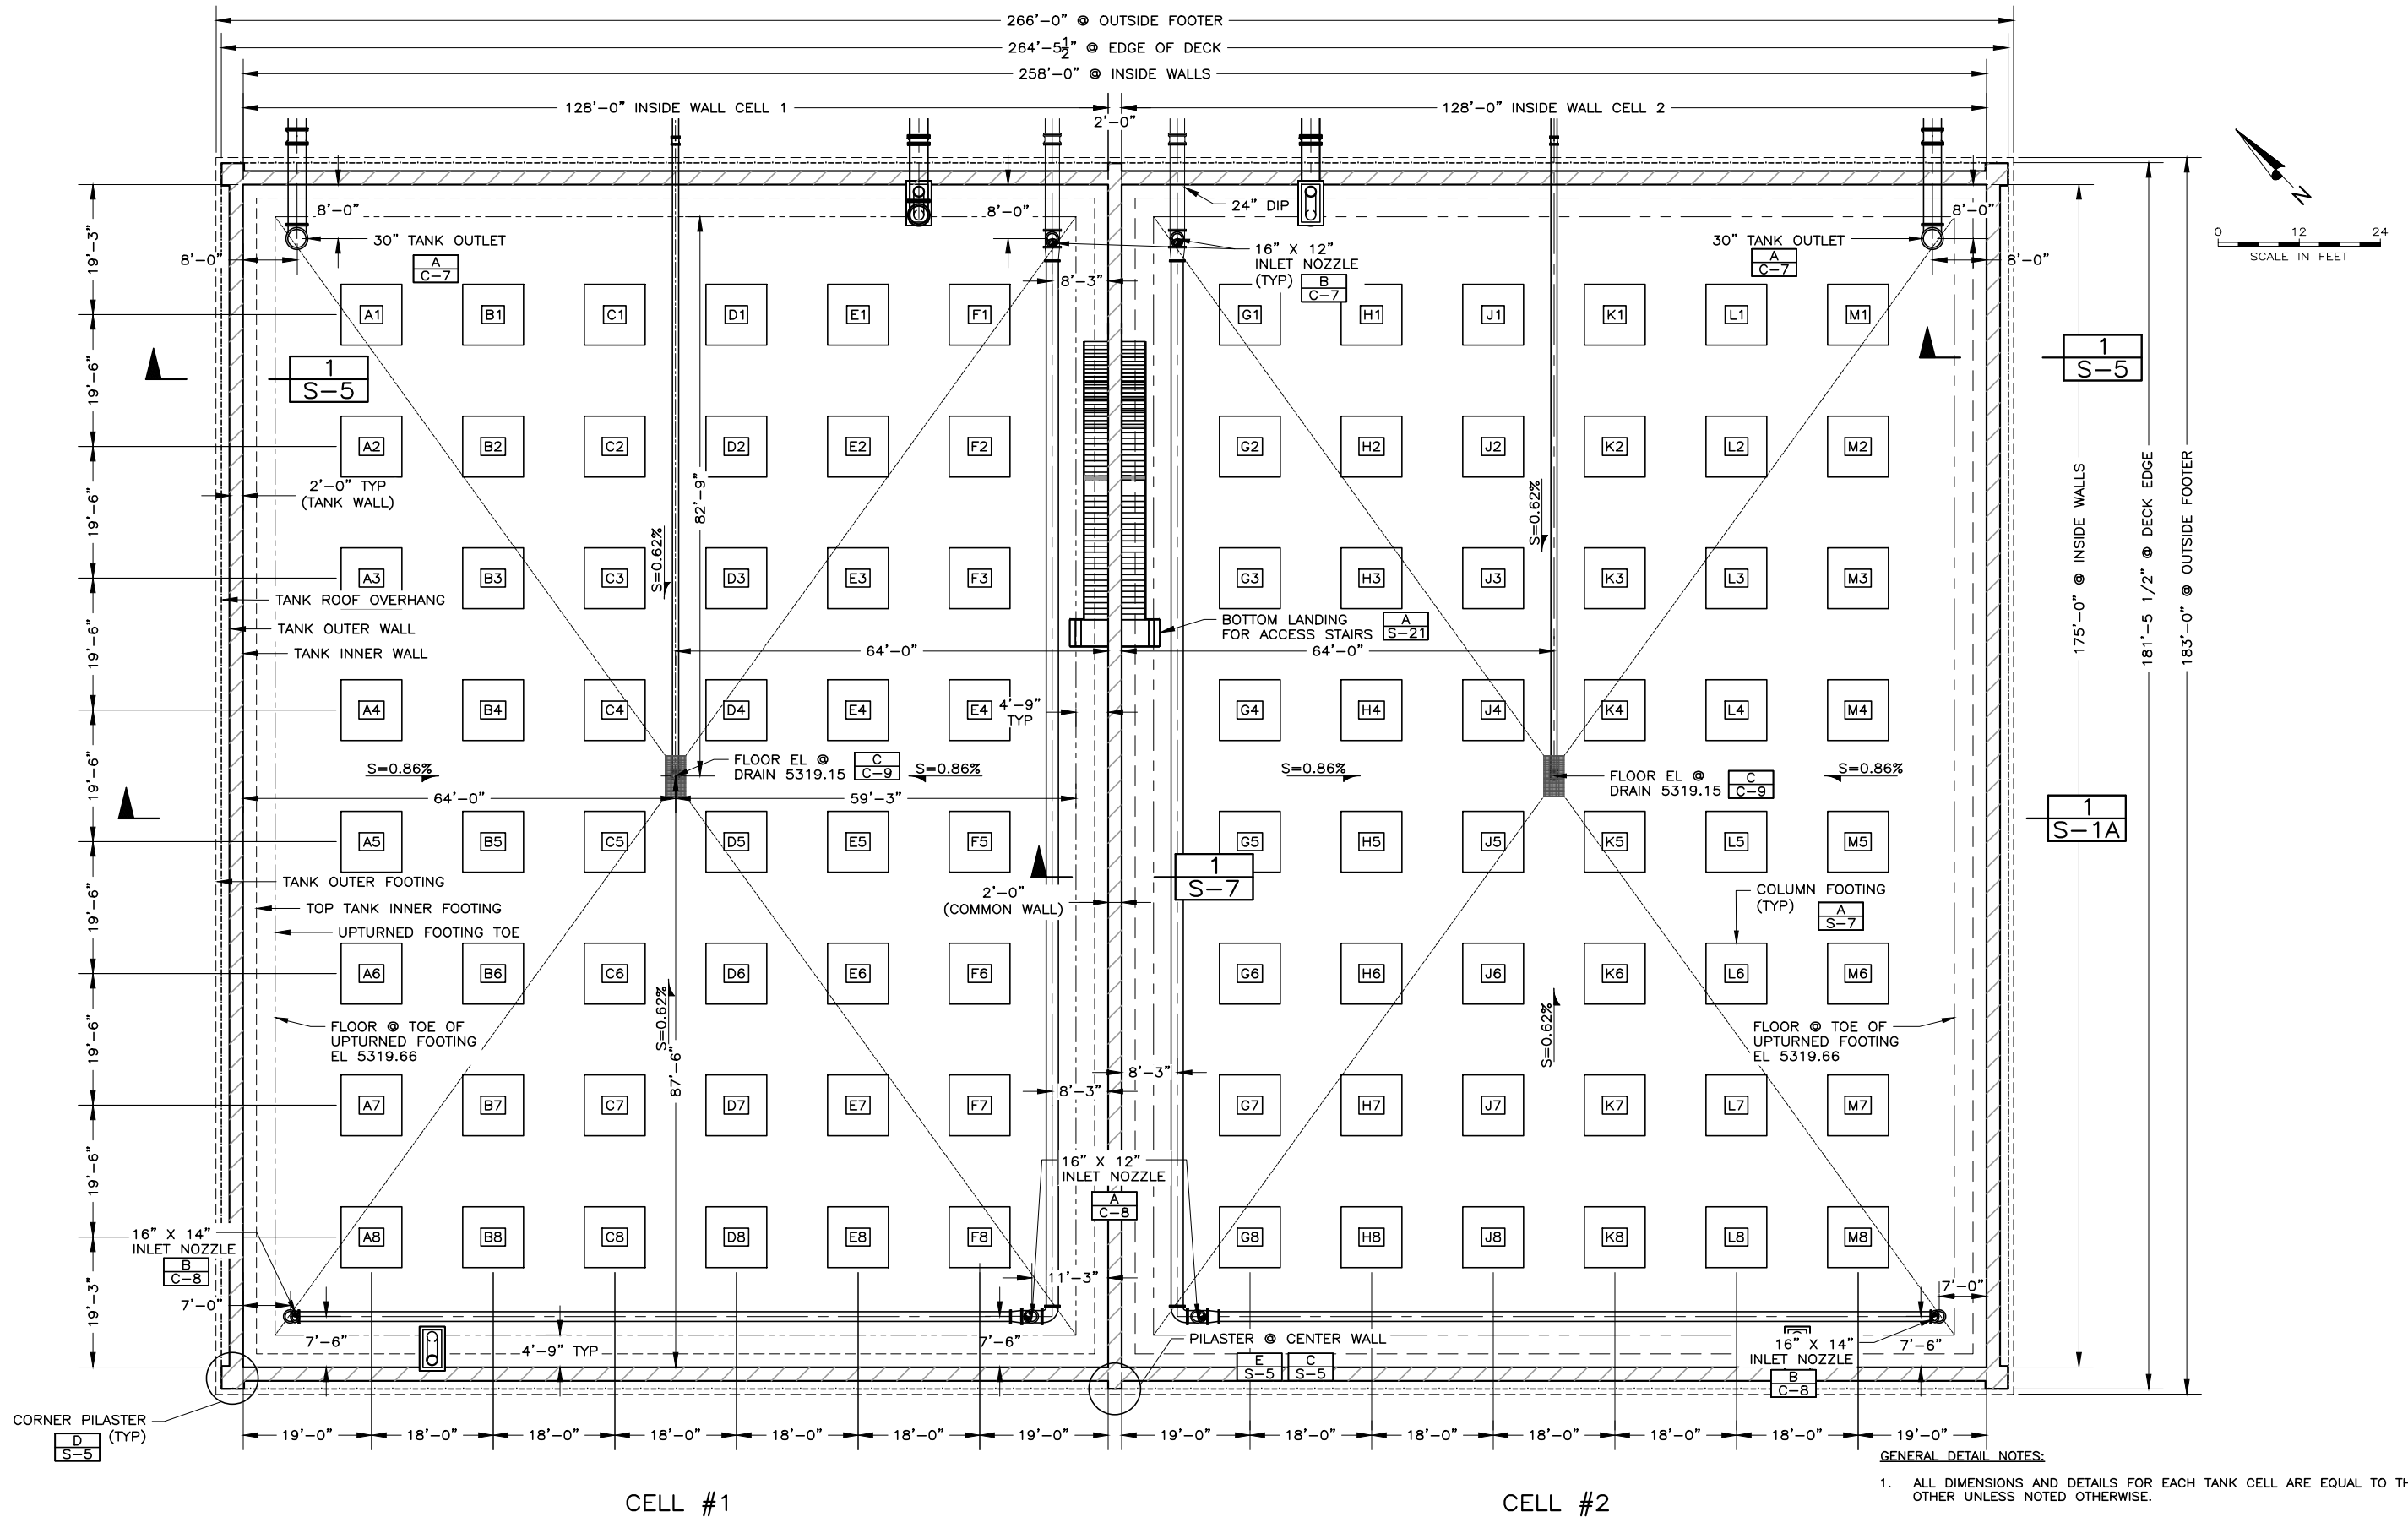 266'-0" @ OUTSIDE FOOTER
264'-5 1/2" @ EDGE OF DECK
258'-0" @ INSIDE WALLS
128'-0" INSIDE WALL CELL 1
2'-0"
128'-0" INSIDE WALL CELL 2
N
0 12 24
SCALE IN FEET
8'-0"
30" TANK OUTLET
A
C-7
8'-0"
8'-0"
8'-3"
24" DIP
16" X 12"
INLET NOZZLE
(TYP)
B
C-7
30" TANK OUTLET
A
C-7
8'-0"
8'-0"
19'-3"
19'-6"
19'-6"
19'-6"
19'-6"
19'-6"
19'-6"
19'-6"
19'-3"
A1 B1 C1 D1 E1 F1 G1 H1 J1 K1 L1 M1
1
S-5
1
S-5
A2 B2 C2 D2 E2 F2 G2 H2 J2 K2 L2 M2
2'-0" TYP
(TANK WALL)
82'-9"
S=0.62%
S=0.62%
A3 B3 C3 D3 E3 F3 G3 H3 J3 K3 L3 M3
TANK ROOF OVERHANG
TANK OUTER WALL
TANK INNER WALL
BOTTOM LANDING
FOR ACCESS STAIRS
A
S-21
64'-0"
64'-0"
175'-0" @ INSIDE WALLS
181'-5 1/2" @ DECK EDGE
183'-0" @ OUTSIDE FOOTER
A4 B4 C4 D4 E4 E4 G4 H4 J4 K4 L4 M4
4'-9"
TYP
S=0.86%
FLOOR EL @
DRAIN 5319.15
C
C-9
S=0.86%
S=0.86%
FLOOR EL @
DRAIN 5319.15
C
C-9
S=0.86%
64'-0"
59'-3"
1
S-1A
A5 B5 C5 D5 E5 F5 G5 H5 J5 K5 L5 M5
TANK OUTER FOOTING
TOP TANK INNER FOOTING
UPTURNED FOOTING TOE
2'-0"
(COMMON WALL)
1
S-7
COLUMN FOOTING
(TYP)
A
S-7
A6 B6 C6 D6 E6 F6 G6 H6 J6 K6 L6 M6
FLOOR @ TOE OF
UPTURNED FOOTING
EL 5319.66
S=0.62%
87'-6"
S=0.62%
FLOOR @ TOE OF
UPTURNED FOOTING
EL 5319.66
8'-3"
8'-3"
A7 B7 C7 D7 E7 F7 G7 H7 J7 K7 L7 M7
16" X 12"
INLET NOZZLE
A
C-8
16" X 14"
INLET NOZZLE
B
C-8
A8 B8 C8 D8 E8 F8 G8 H8 J8 K8 L8 M8
11'-3"
7'-0"
7'-0"
7'-6"
4'-9" TYP
7'-6"
PILASTER @ CENTER WALL
E
S-5
C
S-5
16" X 14"
INLET NOZZLE
B
C-8
7'-6"
CORNER PILASTER
(TYP)
D
S-5
19'-0" 18'-0" 18'-0" 18'-0" 18'-0" 18'-0" 19'-0" 19'-0" 18'-0" 18'-0" 18'-0" 18'-0" 18'-0" 19'-0"
GENERAL DETAIL NOTES:
1. ALL DIMENSIONS AND DETAILS FOR EACH TANK CELL ARE EQUAL TO
OTHER UNLESS NOTED OTHERWISE.
CELL #1
CELL #2